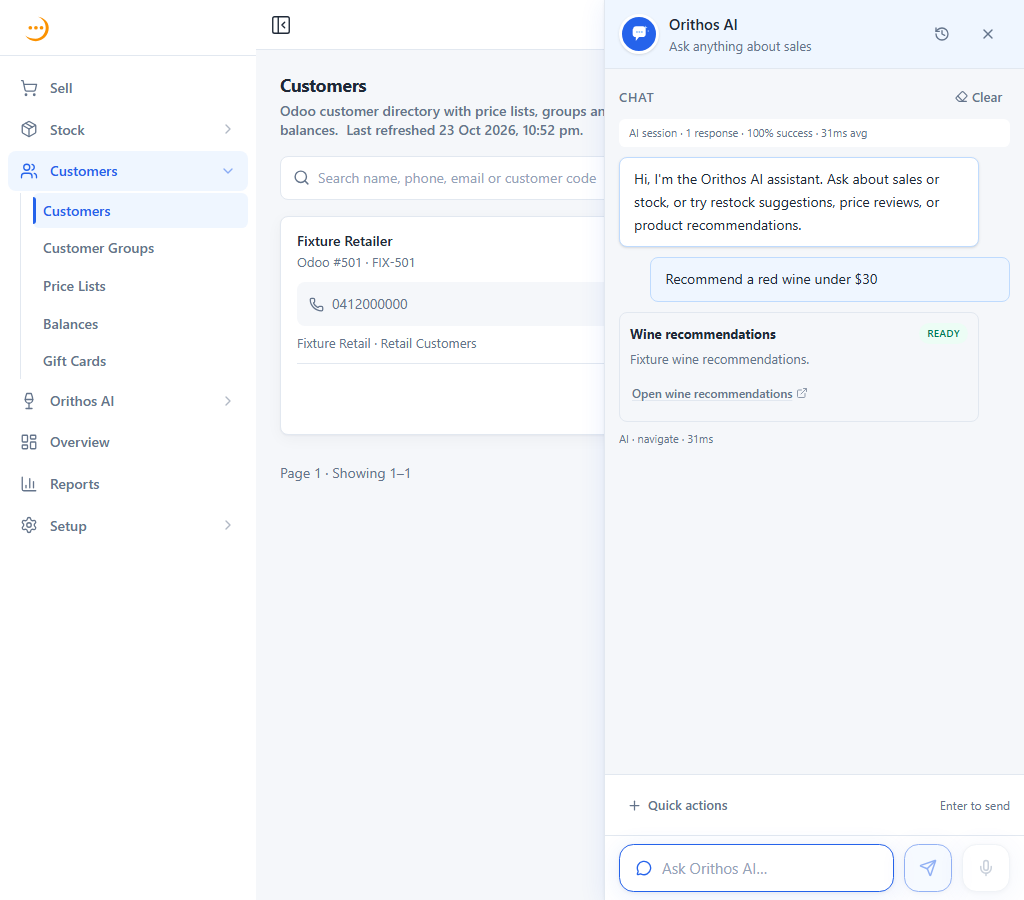 Sell
Stock
Customers
Customers
Customer Groups
Price Lists
Balances
Gift Cards
Orithos AI
Overview
Reports
Setup
Customers
Odoo customer directory with price lists, groups an
balances. Last refreshed 23 Oct 2026, 10:52 pm.
Search name, phone, email or customer code
Fixture Retailer
Odoo #501 · FIX-501
0412000000
Fixture Retail · Retail Customers
Page 1 · Showing 1–1
Orithos AI
Ask anything about sales
CHAT
Clear
AI session · 1 response · 100% success · 31ms avg
Hi, I'm the Orithos AI assistant. Ask about sales or
stock, or try restock suggestions, price reviews, or
product recommendations.
Recommend a red wine under $30
Wine recommendations
READY
Fixture wine recommendations.
Open wine recommendations
AI · navigate · 31ms
Quick actions
Enter to send
Ask Orithos AI...